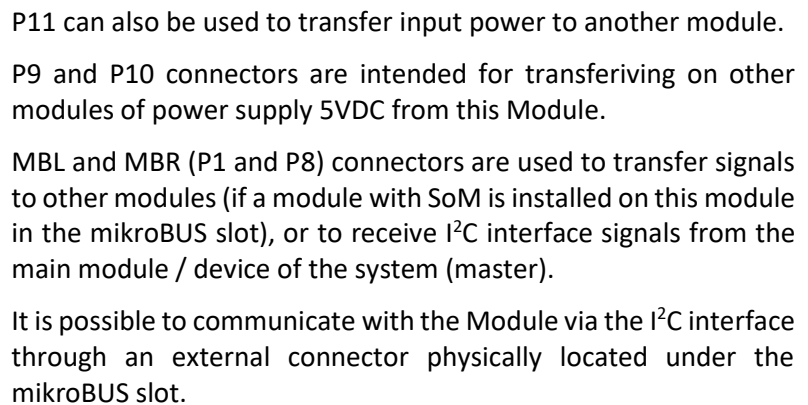 P11 can also be used to transfer input power to another module.
P9 and P10 connectors are intended for transferiving on other
modules of power supply 5VDC from this Module.
MBL and MBR (P1 and P8) connectors are used to transfer signals
to other modules (if a module with SoM is installed on this module
in the mikroBUS slot), or to receive I²C interface signals from the
main module / device of the system (master).
It is possible to communicate with the Module via the I²C interface
through an external connector physically located under the
mikroBUS slot.